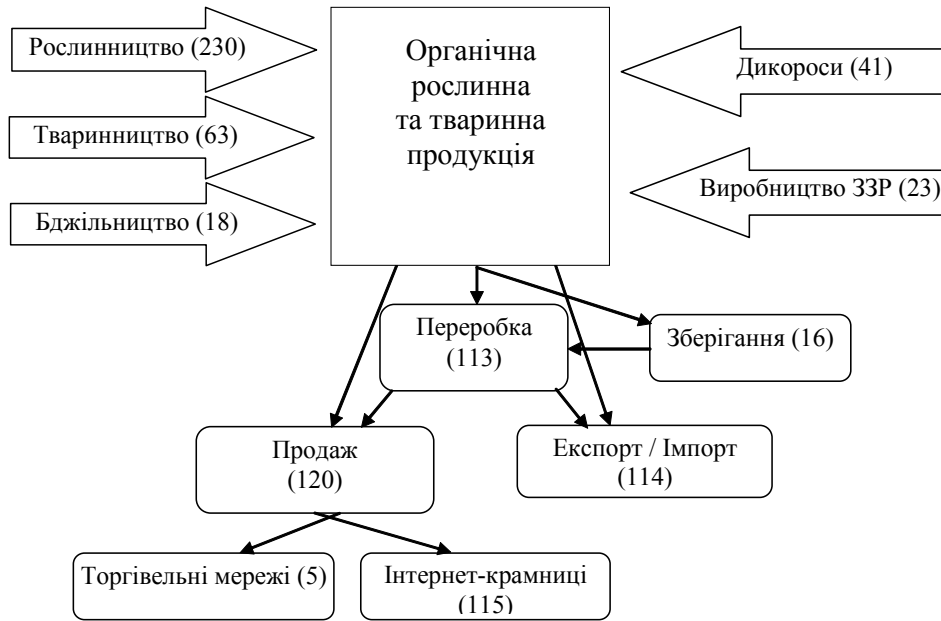 Рослинництво (230)
Тваринництво (63)
Бджільництво (18)
Органічна
рослинна
та тваринна
продукція
Дикороси (41)
Виробництво ЗЗР (23)
Переробка
(113)
Зберігання (16)
Продаж
(120)
Експорт / Імпорт
(114)
Торгівельні мережі (5)
Інтернет-крамниці
(115)